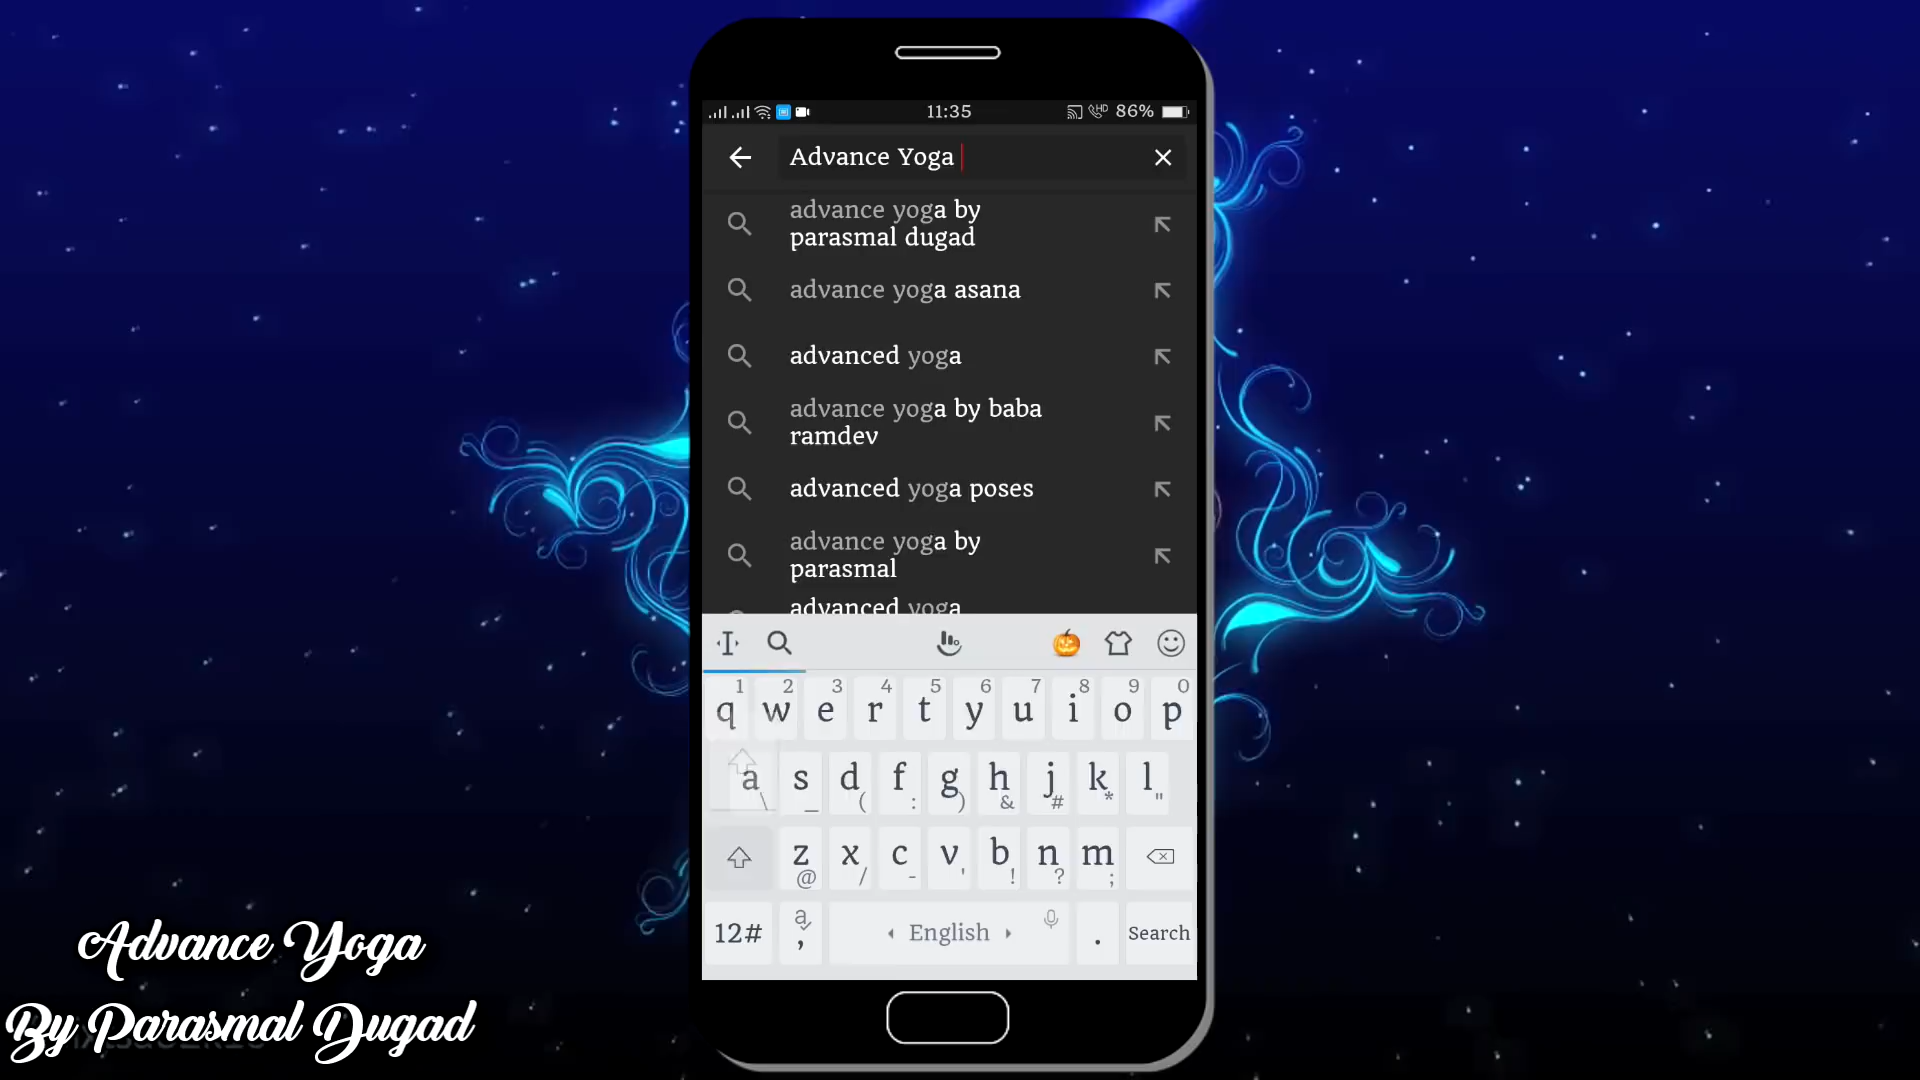 11:35
HD
86%
Advance Yoga
advance yoga by
parasmal dugad
advance yoga asana
advanced yoga
advance yoga by baba
ramdev
advanced yoga poses
advance yoga by
parasmal
advanced yoga
1 2 3 4 5 6 7 8 9 0
q w e r t y u i o p
a s d f g h j k l
\ _ ( : ) & # * "
z x c v b n m
@ / - ' ! ? ;
12# a , English . Search
Advance Yoga
By Parasmal Dugad